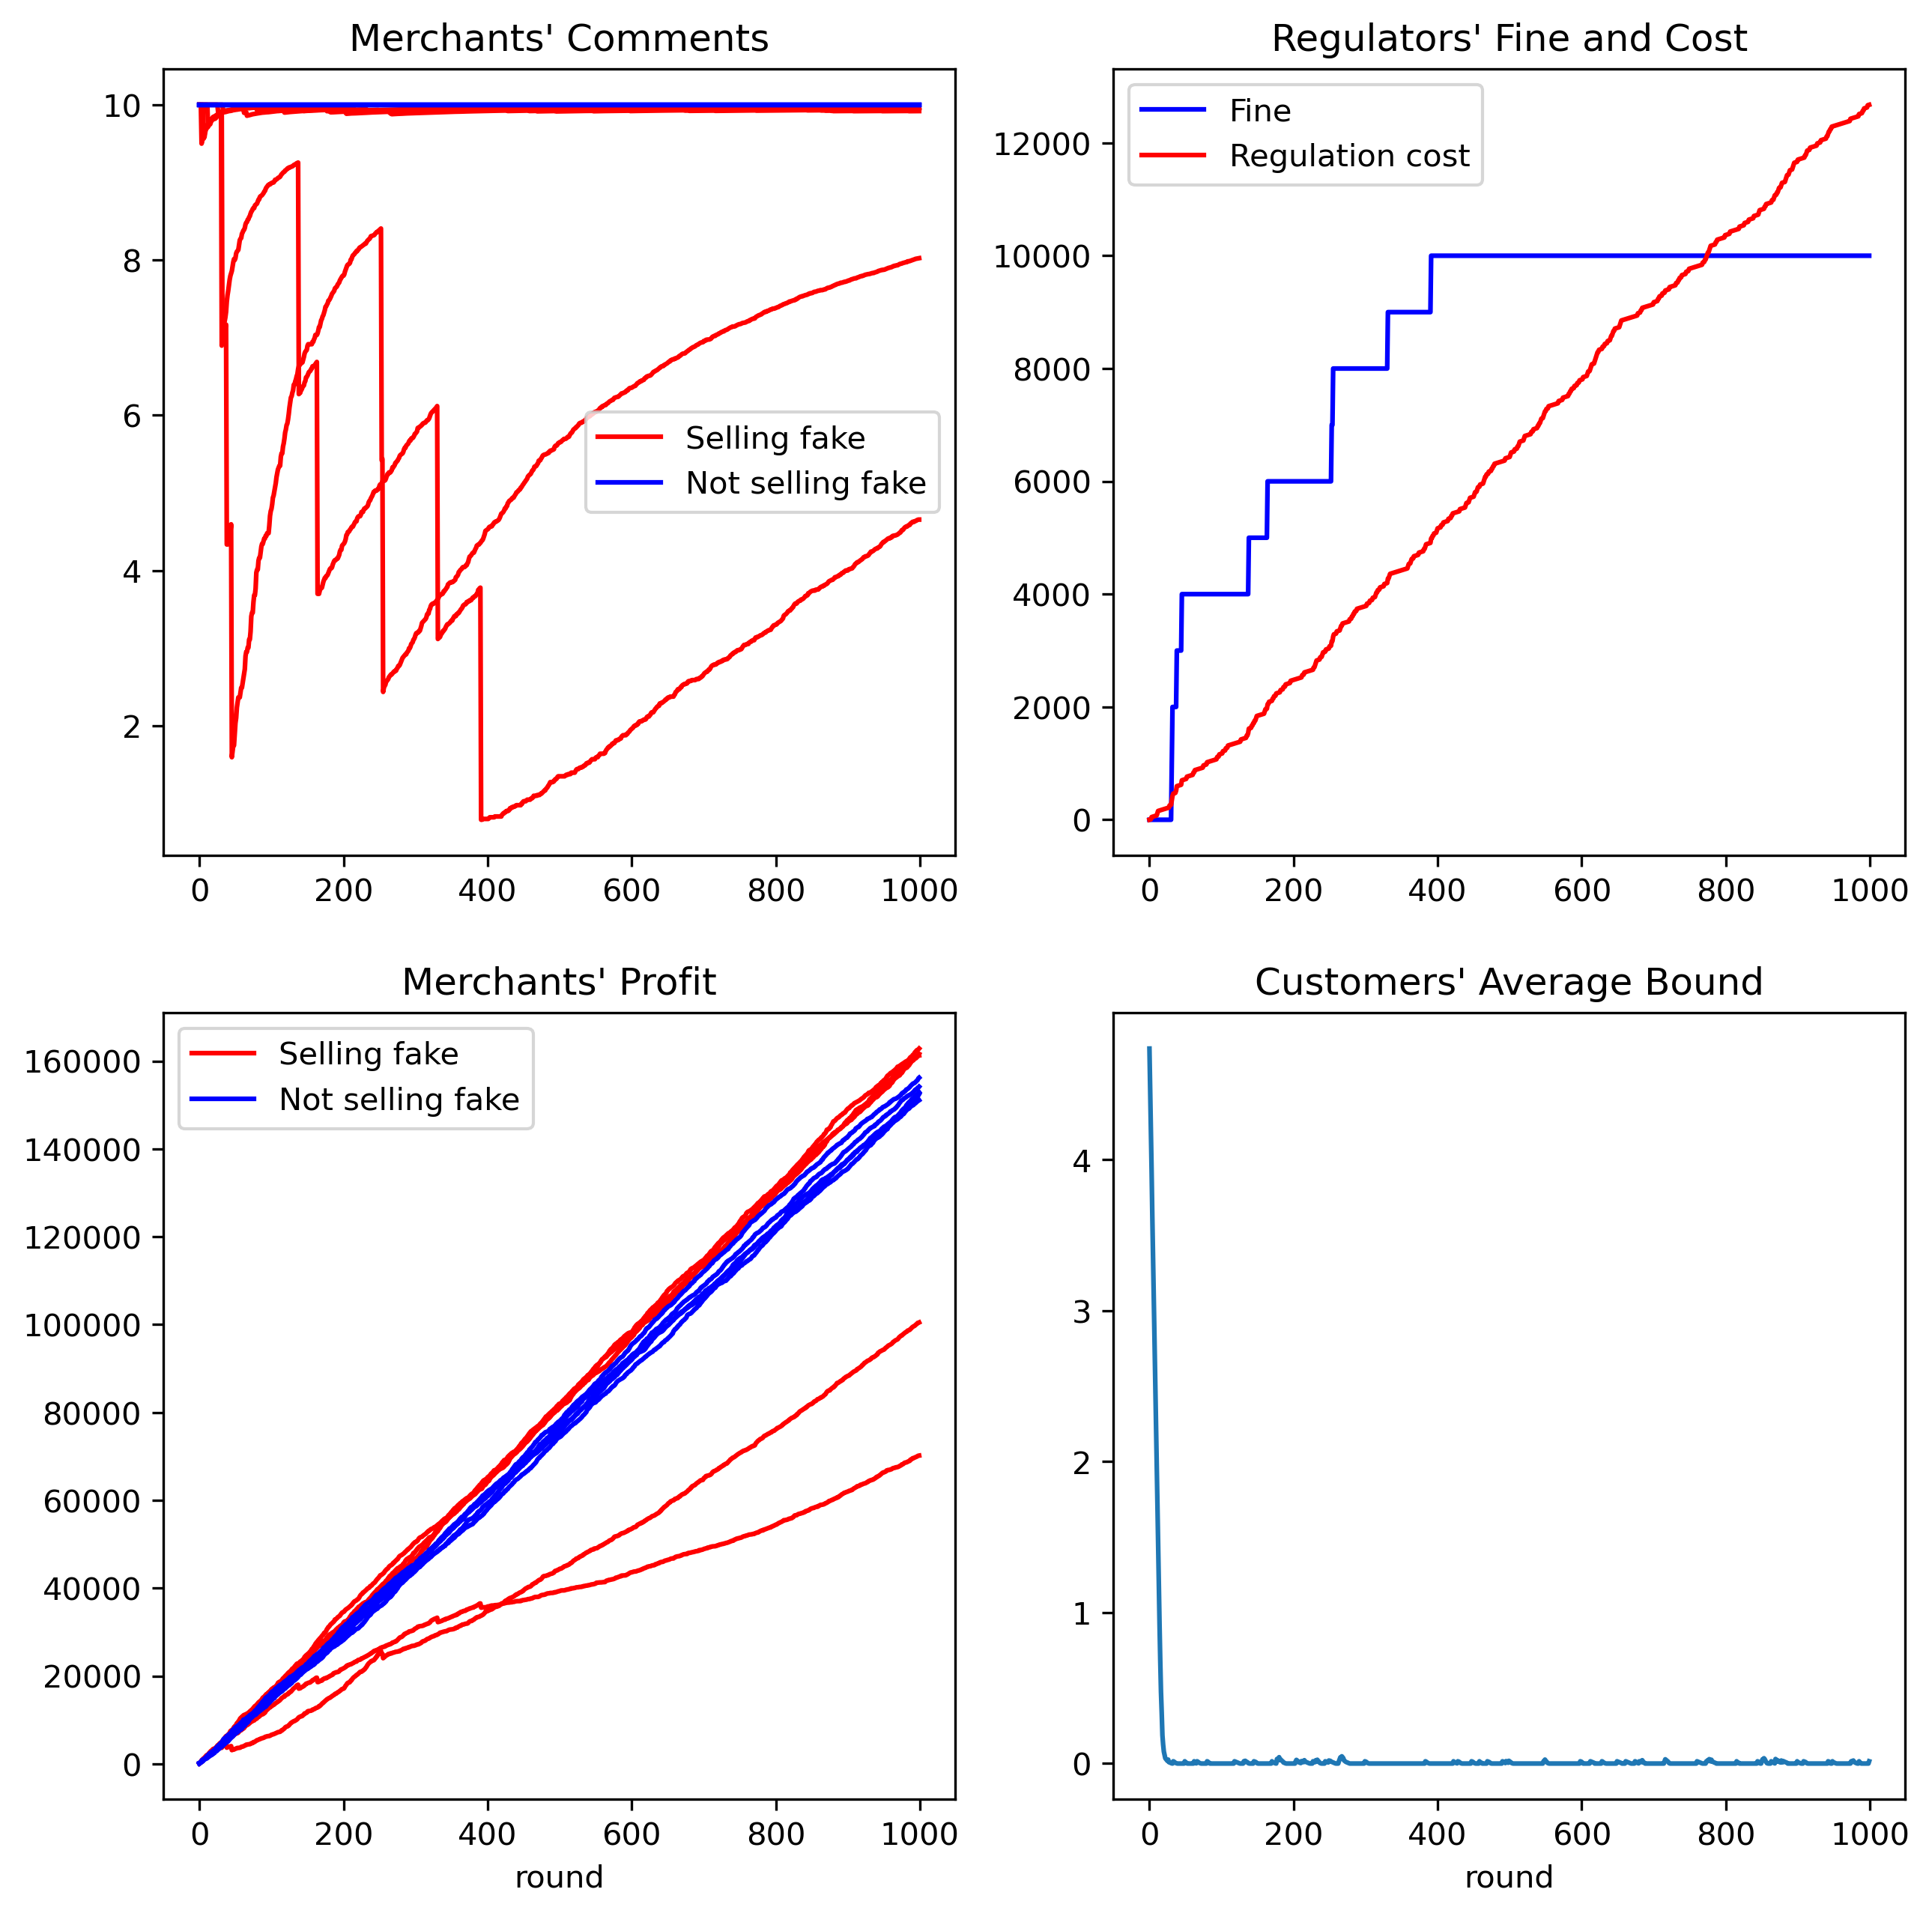 Merchants' Comments
10
8
6
4
2
Selling fake
Not selling fake
0 200 400 600 800 1000
Regulators' Fine and Cost
Fine
Regulation cost
12000
10000
8000
6000
4000
2000
0
0 200 400 600 800 1000
Merchants' Profit
Selling fake
Not selling fake
160000
140000
120000
100000
80000
60000
40000
20000
0
0 200 400 600 800 1000
round
Customers' Average Bound
4
3
2
1
0
0 200 400 600 800 1000
round